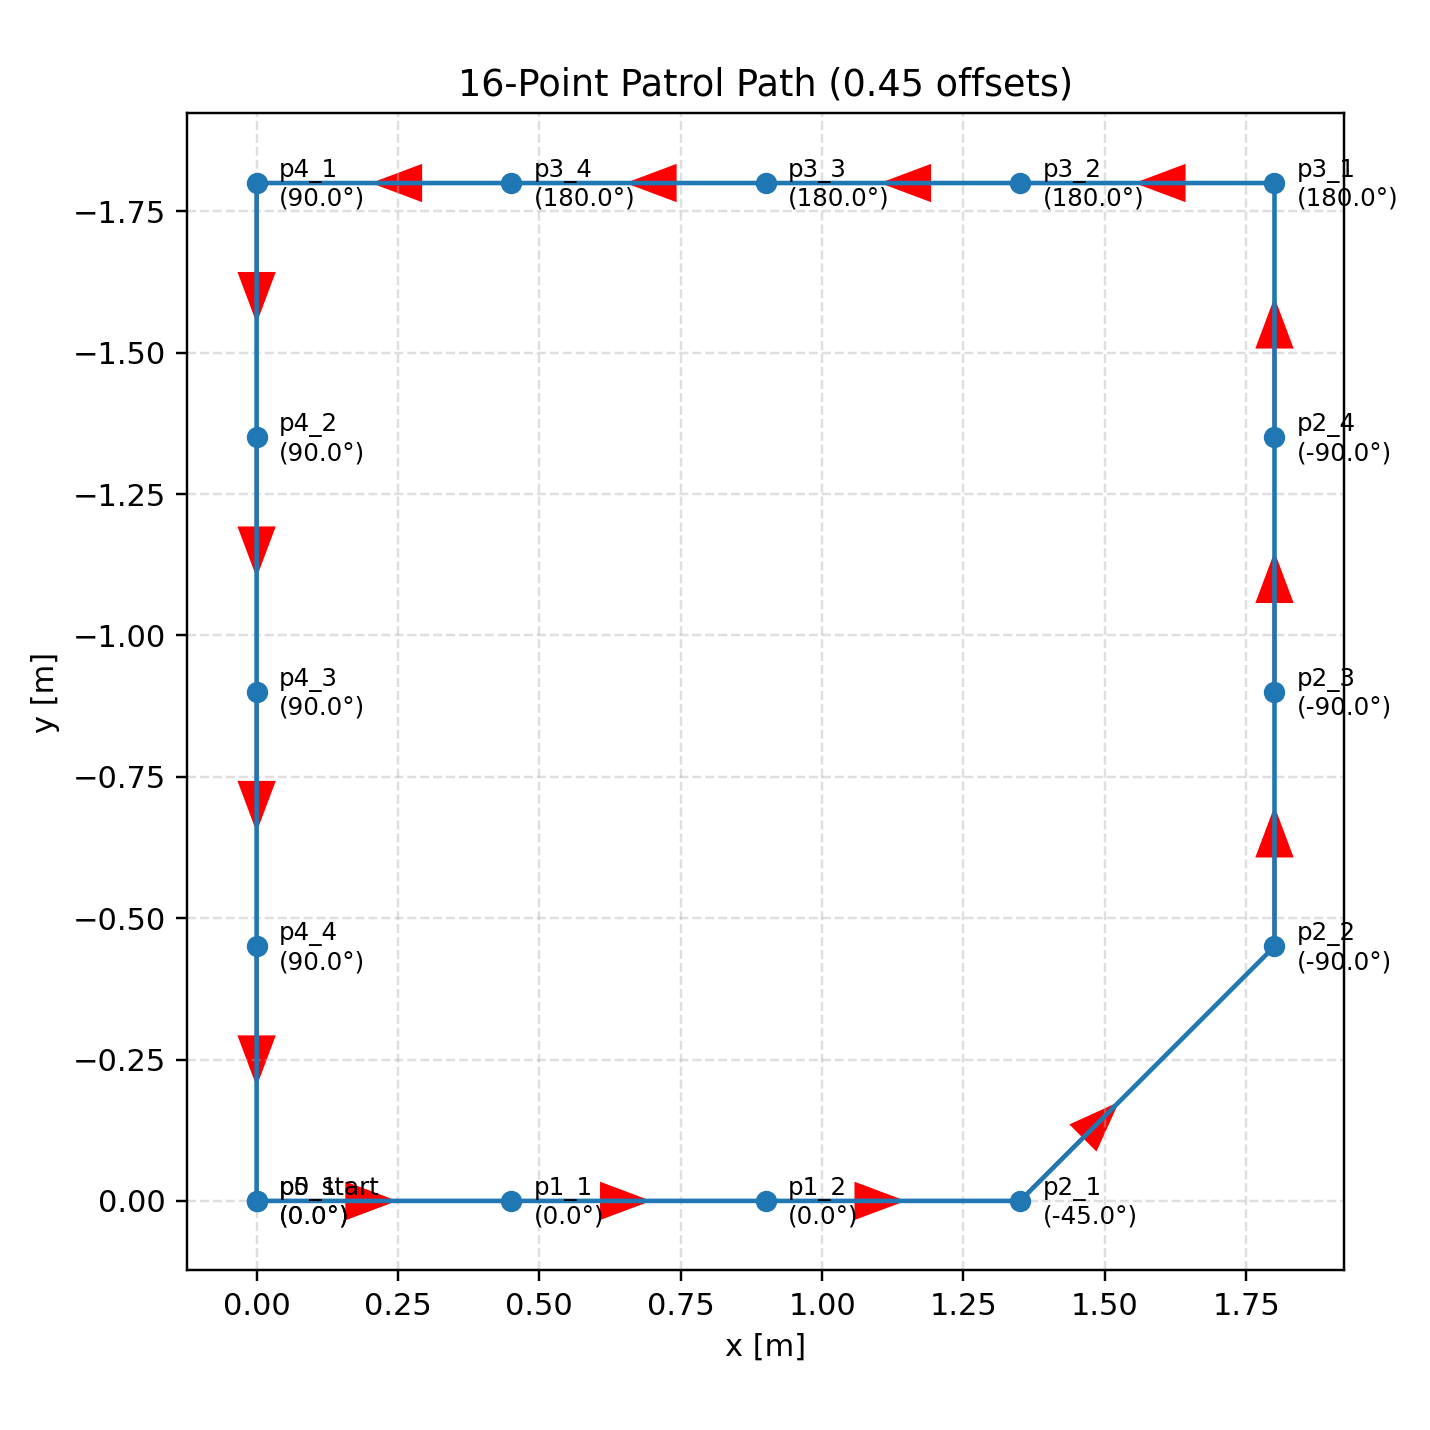 16-Point Patrol Path (0.45 offsets)
p4_1
(90.0°)
p3_4
(180.0°)
p3_3
(180.0°)
p3_2
(180.0°)
p3_1
(180.0°)
−1.75
−1.50
p4_2
(90.0°)
p2_4
(-90.0°)
−1.25
−1.00
y [m]
p4_3
(90.0°)
p2_3
(-90.0°)
−0.75
−0.50
p4_4
(90.0°)
p2_2
(-90.0°)
−0.25
0.00
(0.0°)
p1_1
(0.0°)
p1_2
(0.0°)
p2_1
(-45.0°)
0.00
0.25
0.50
0.75
1.00
1.25
1.50
1.75
x [m]